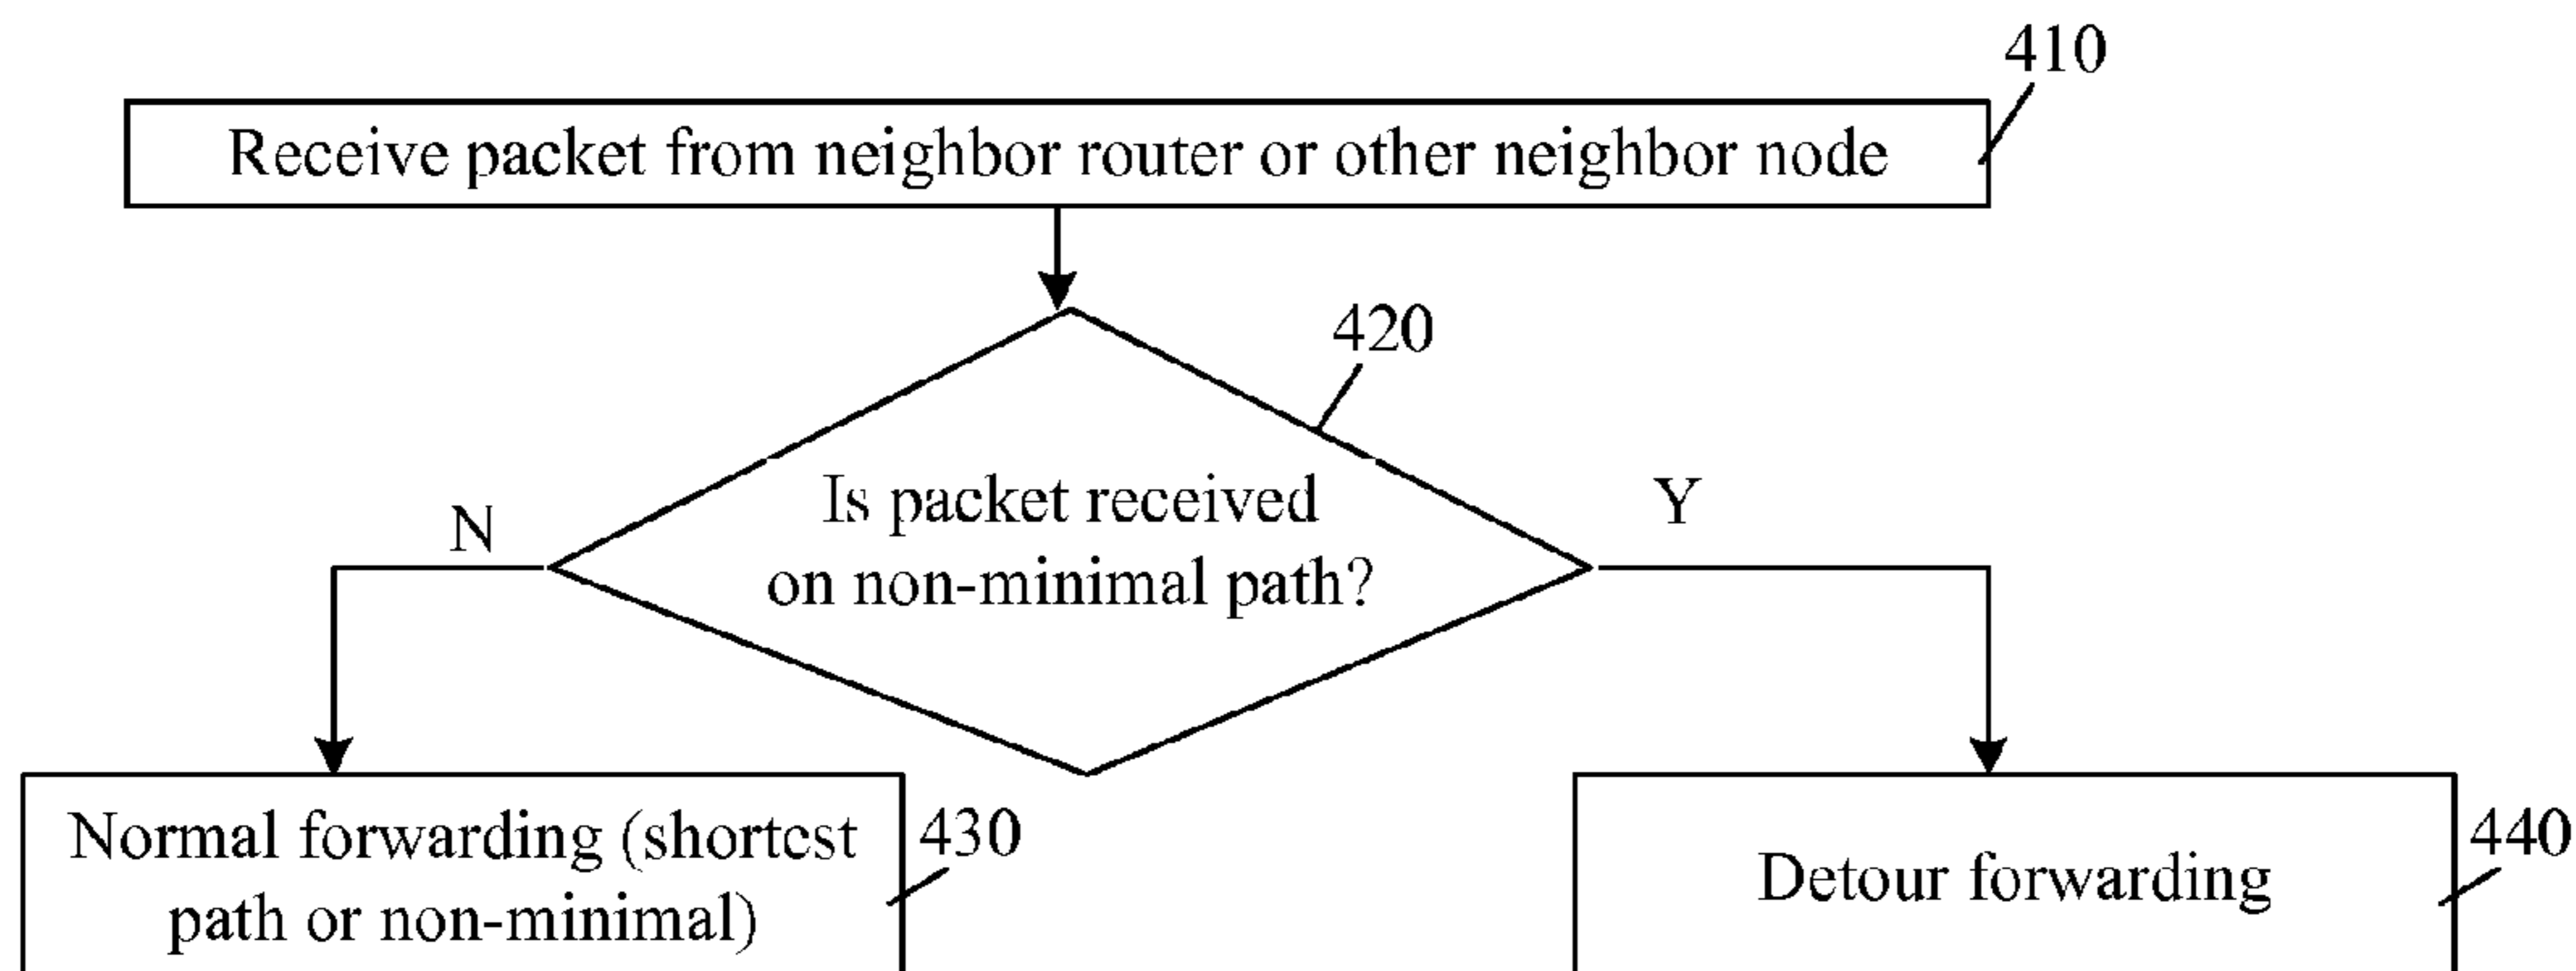 410
Receive packet from neighbor router or other neighbor node
420
Is packet received
on non-minimal path?
N
Y
Normal forwarding (shortest
path or non-minimal)
430
Detour forwarding
440